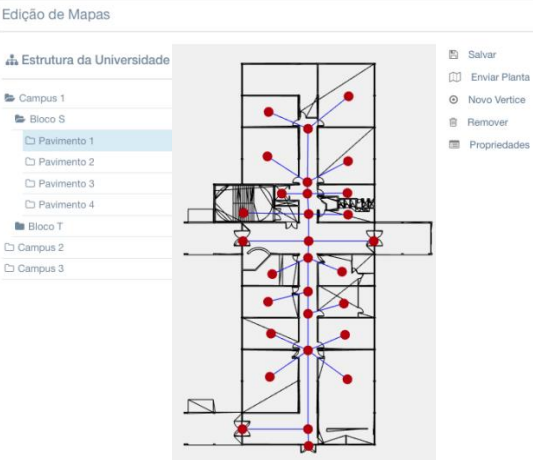 Edição de Mapas
Estrutura da Universidade
Campus 1
Bloco S
Pavimento 1
Pavimento 2
Pavimento 3
Pavimento 4
Bloco T
Campus 2
Campus 3
Salvar
Enviar Planta
Novo Vertice
Remover
Propriedades